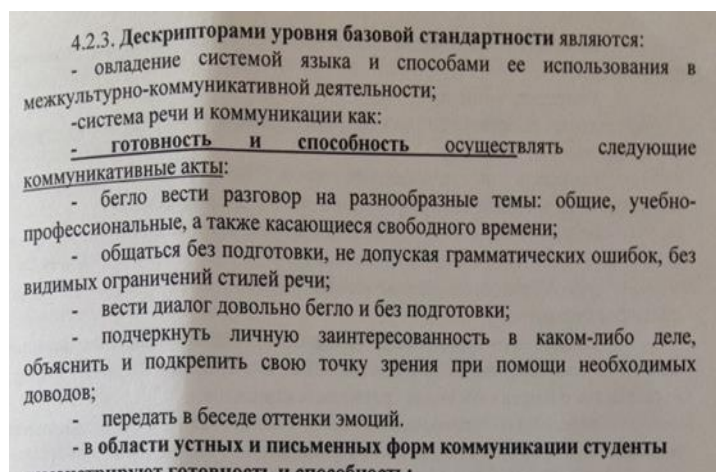 4.2.3. Дескрипторами уровня базовой стандартности являются:
- овладение системой языка и способами ее использования в
межкультурно-коммуникативной деятельности;
-система речи и коммуникации как:
- готовность и способность осуществлять следующие
коммуникативные акты:
- бегло вести разговор на разнообразные темы: общие, учебно-
профессиональные, а также касающиеся свободного времени;
- общаться без подготовки, не допуская грамматических ошибок, без
видимых ограничений стилей речи;
- вести диалог довольно бегло и без подготовки;
- подчеркнуть личную заинтересованность в каком-либо деле,
объяснить и подкрепить свою точку зрения при помощи необходимых
доводов;
- передать в беседе оттенки эмоций.
- в области устных и письменных форм коммуникации студенты
готовность и способность: